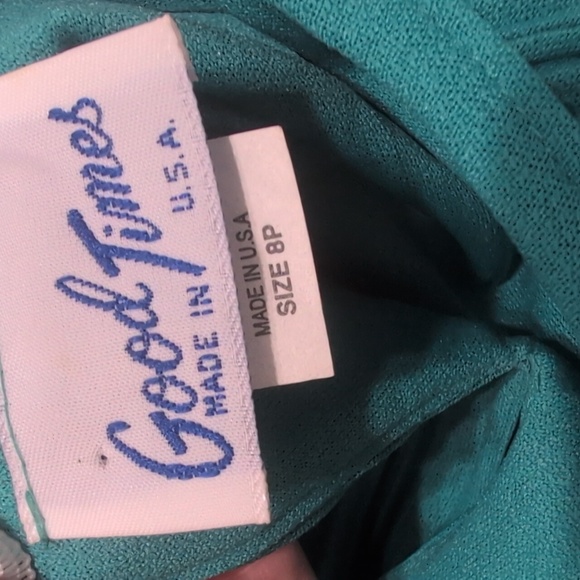 Good Times
MADE IN U.S.A.
MADE IN U.S.A
SIZE 8P